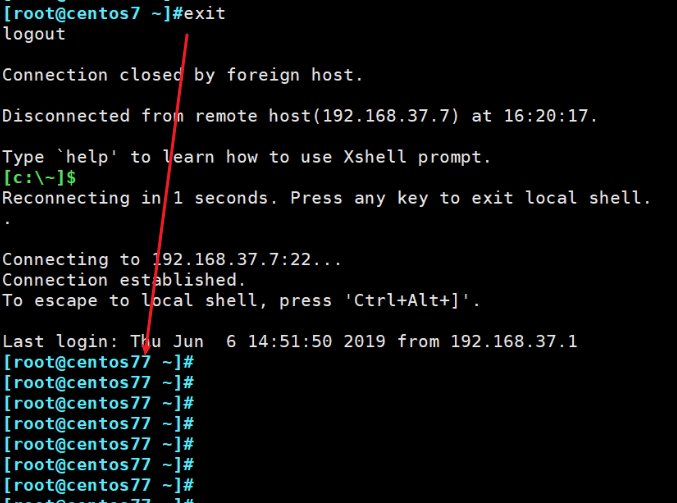 [root@centos7 ~]#exit
logout
Connection closed by foreign host.
Disconnected from remote host(192.168.37.7) at 16:20:17.
Type `help' to learn how to use Xshell prompt.
[c:\~]$
Reconnecting in 1 seconds. Press any key to exit local shell.
.
Connecting to 192.168.37.7:22...
Connection established.
To escape to local shell, press 'Ctrl+Alt+]'.
Last login: Thu Jun  6 14:51:50 2019 from 192.168.37.1
[root@centos77 ~]#
[root@centos77 ~]#
[root@centos77 ~]#
[root@centos77 ~]#
[root@centos77 ~]#
[root@centos77 ~]#
[root@centos77 ~]#